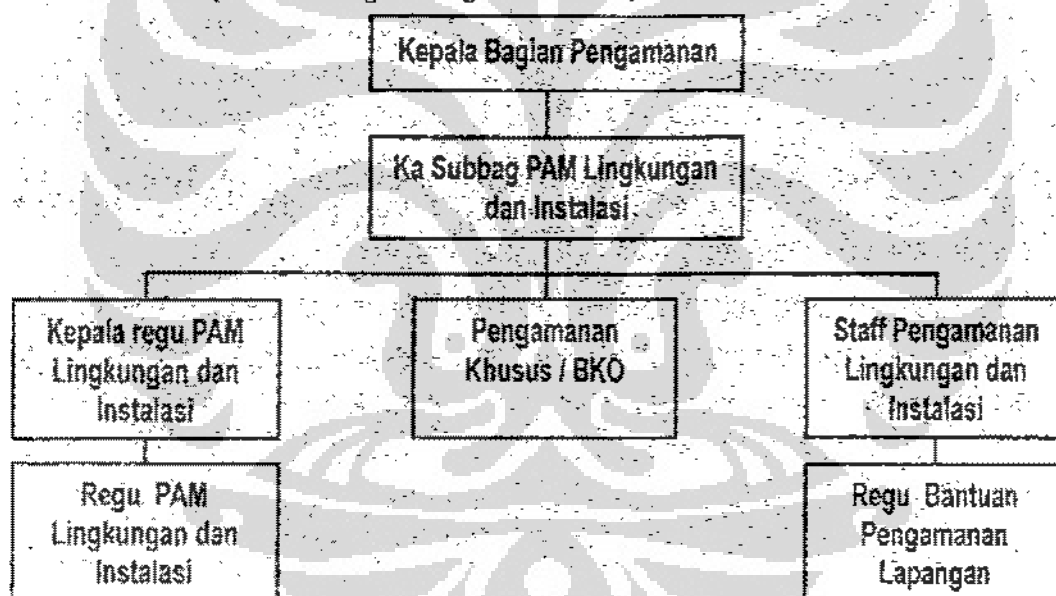 Kepala Bagian Pengamanan
Ka Subbag PAM Lingkungan
dan Instalasi
Kepala regu PAM
Lingkungan dan
Instalasi
Pengamanan
Khusus / BKO
Staff Pengamanan
Lingkungan dan
Instalasi
Regu PAM
Lingkungan dan
Instalasi
Regu Bantuan
Pengamanan
Lapangan